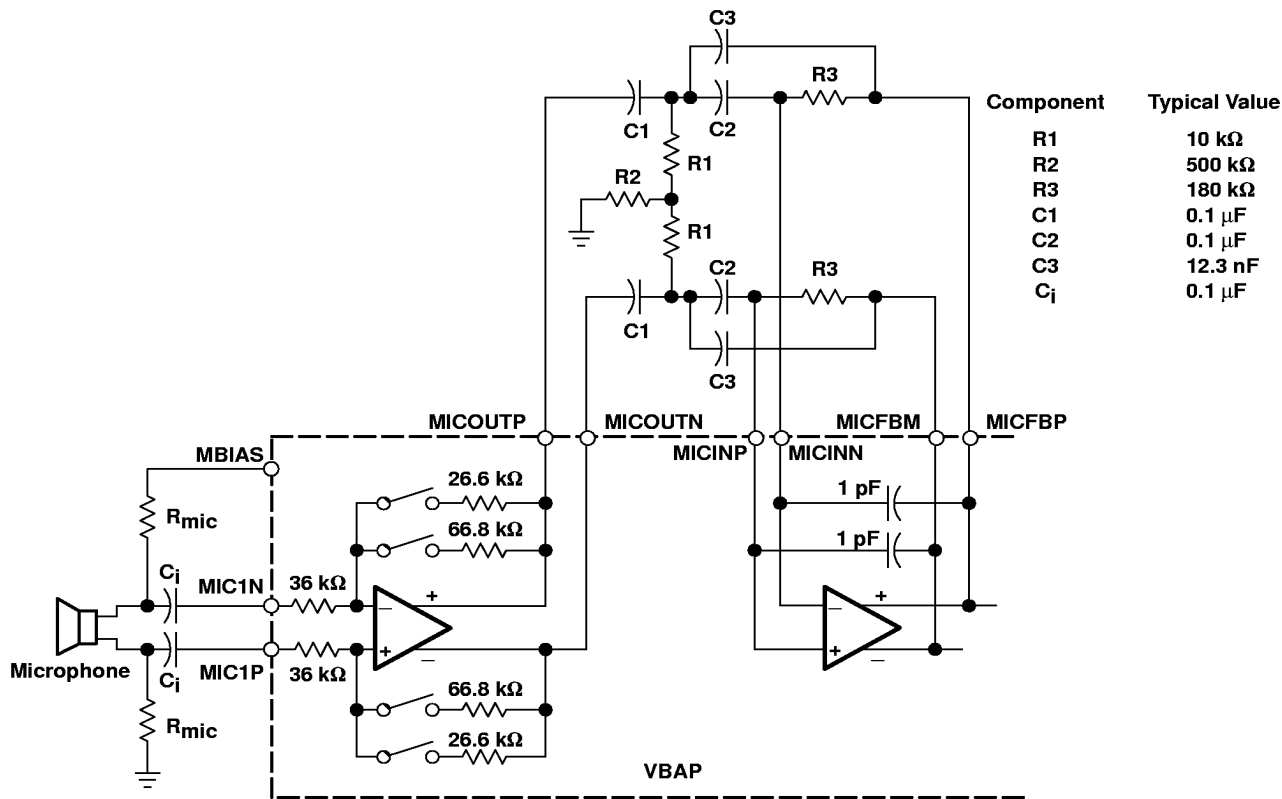 C3
R3
C1
C2
R1
R2
R1
C2
R3
C1
C3
Component Typical Value
R1 10 kΩ
R2 500 kΩ
R3 180 kΩ
C1 0.1 μF
C2 0.1 μF
C3 12.3 nF
Ci 0.1 μF
MICOUTP
MICOUTN
MICFBM
MICFBP
MICINP
MICINN
MBIAS
26.6 kΩ
1 pF
Rmic
66.8 kΩ
1 pF
Ci
MIC1N
36 kΩ
−
+
−
+
Microphone
Ci
MIC1P
36 kΩ
+
−
+
−
66.8 kΩ
Rmic
26.6 kΩ
VBAP